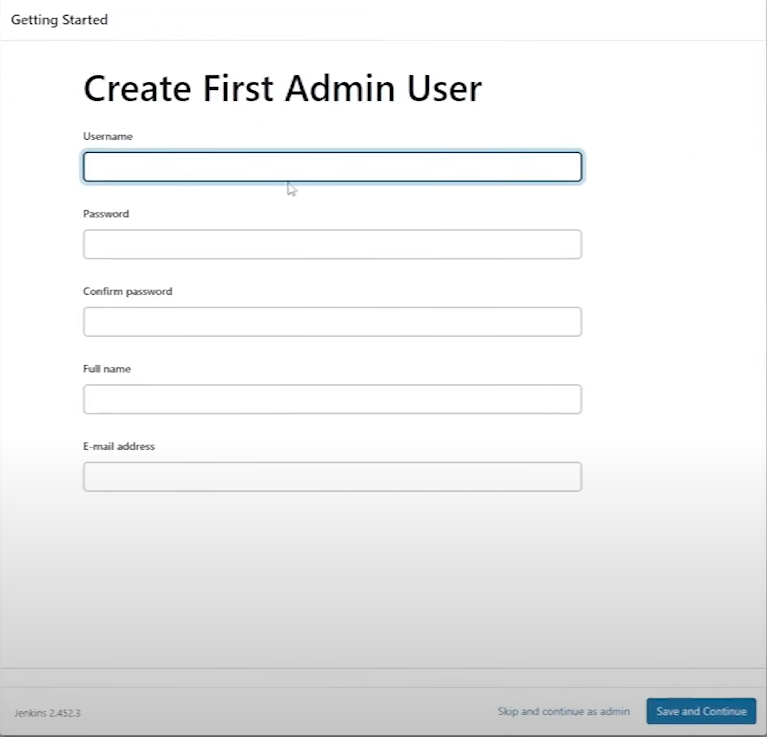 Getting Started
Create First Admin User
Username
Password
Confirm password
Full name
E-mail address
Jenkins 2.452.3
Skip and continue as admin
Save and Continue